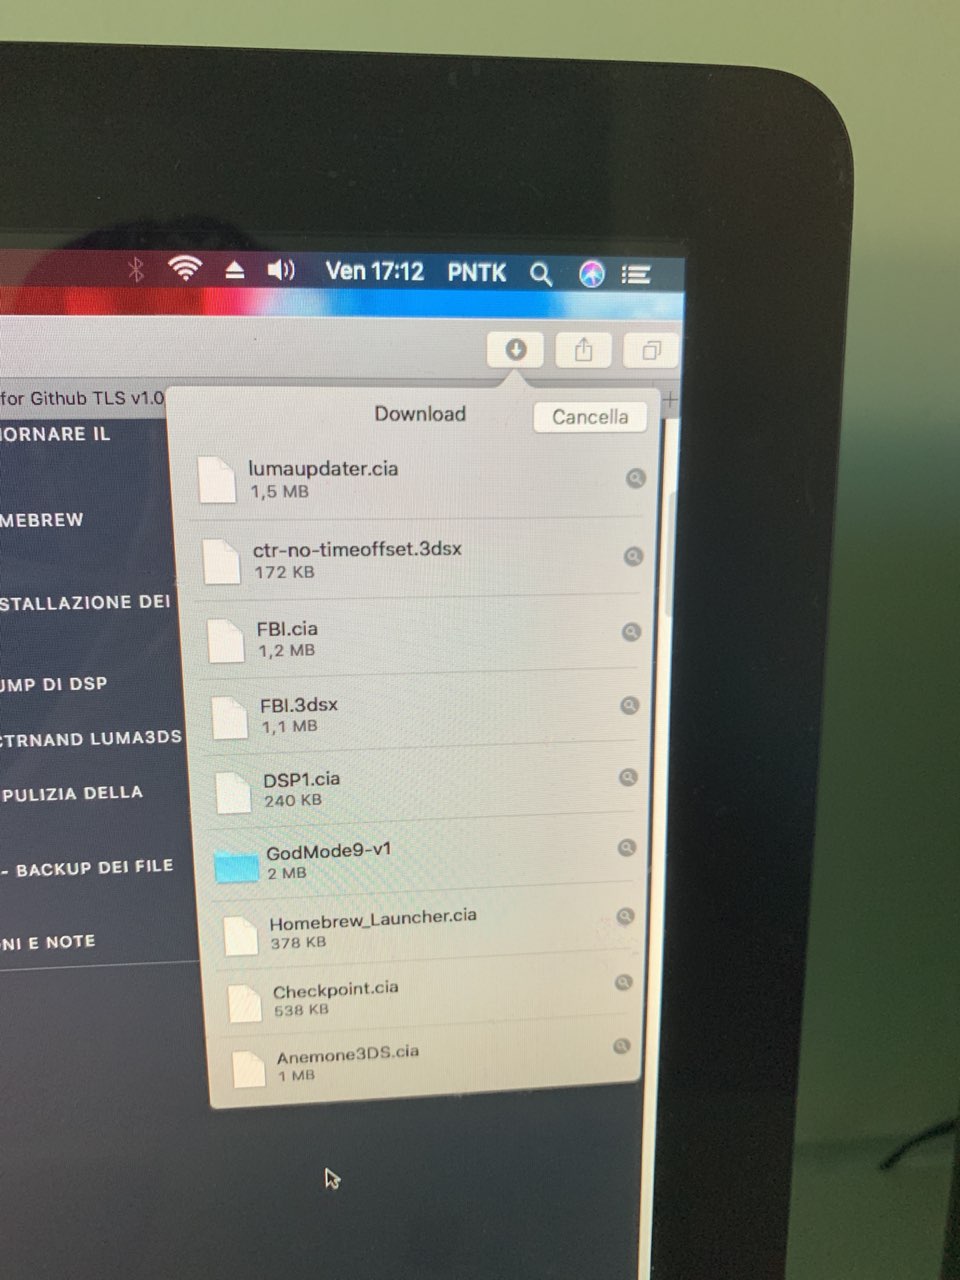 Ven 17:12 PNTK
for Github TLS v1.0
IORNARE IL
MEBREW
STALLAZIONE DEI
UMP DI DSP
CTRNAND LUMA3DS
PULIZIA DELLA
- BACKUP DEI FILE
NI E NOTE
Download
Cancella
lumaupdater.cia
1,5 MB
ctr-no-timeoffset.3dsx
172 KB
FBI.cia
1,2 MB
FBI.3dsx
1,1 MB
DSP1.cia
240 KB
GodMode9-v1
2 MB
Homebrew_Launcher.cia
378 KB
Checkpoint.cia
538 KB
Anemone3DS.cia
1 MB